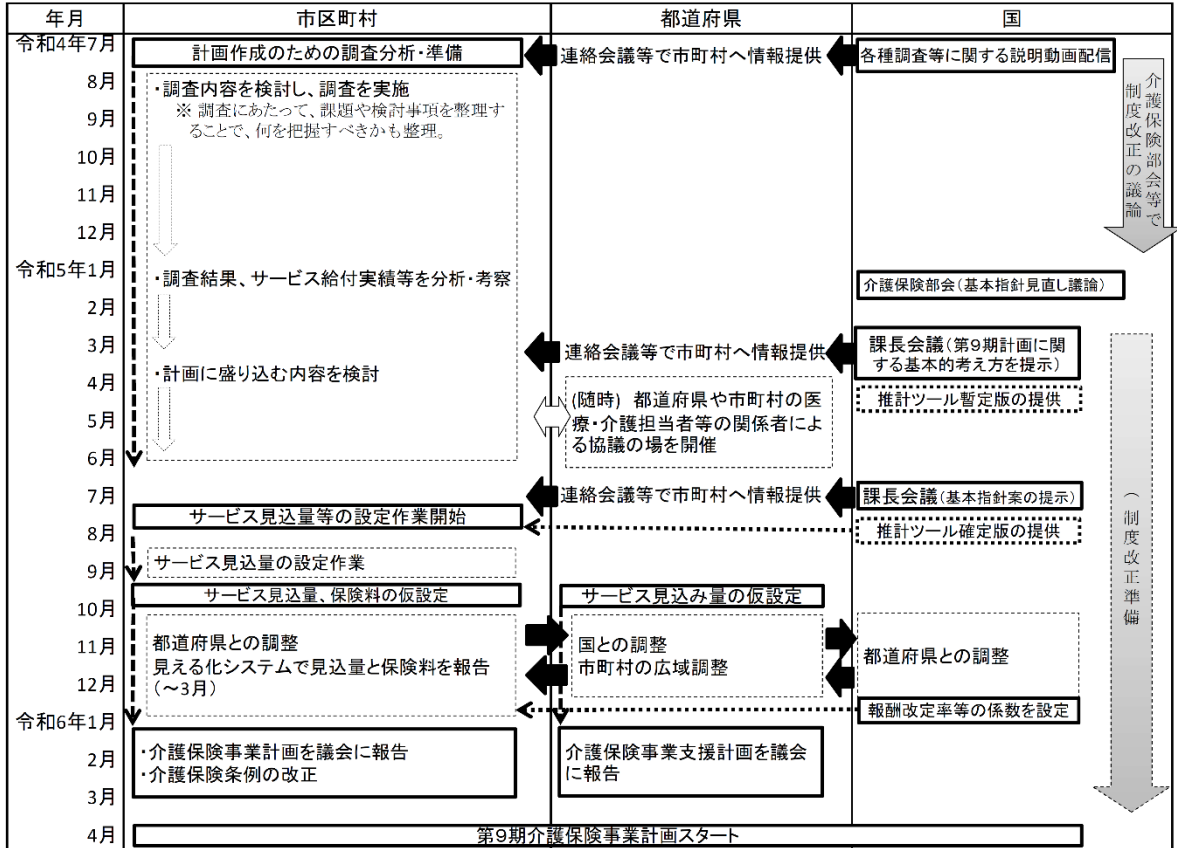 年月
市区町村
都道府県
国
令和4年7月
計画作成のための調査分析・準備
連絡会議等で市町村へ情報提供
各種調査等に関する説明動画配信
8月
・調査内容を検討し、調査を実施
※ 調査にあたって、課題や検討事項を整理す
ることで、何を把握すべきかも整理。
9月
10月
11月
12月
介護保険部会等で
制度改正の議論
令和5年1月
・調査結果、サービス給付実績等を分析・考察
介護保険部会(基本指針見直し議論)
2月
3月
連絡会議等で市町村へ情報提供
課長会議(第9期計画に関
する基本的考え方を提示)
・計画に盛り込む内容を検討
4月
推計ツール暫定版の提供
(随時) 都道府県や市町村の医
療・介護担当者等の関係者によ
る協議の場を開催
5月
6月
7月
連絡会議等で市町村へ情報提供
課長会議(基本指針案の提示)
サービス見込量等の設定作業開始
8月
推計ツール確定版の提供
(制度改正準備
サービス見込量の設定作業
9月
サービス見込量、保険料の仮設定
サービス見込み量の仮設定
10月
11月
都道府県との調整
見える化システムで見込量と保険料を報告
(～3月)
国との調整
市町村の広域調整
都道府県との調整
12月
令和6年1月
報酬改定率等の係数を設定
・介護保険事業計画を議会に報告
・介護保険条例の改正
介護保険事業支援計画を議会
に報告
2月
3月
4月
第9期介護保険事業計画スタート